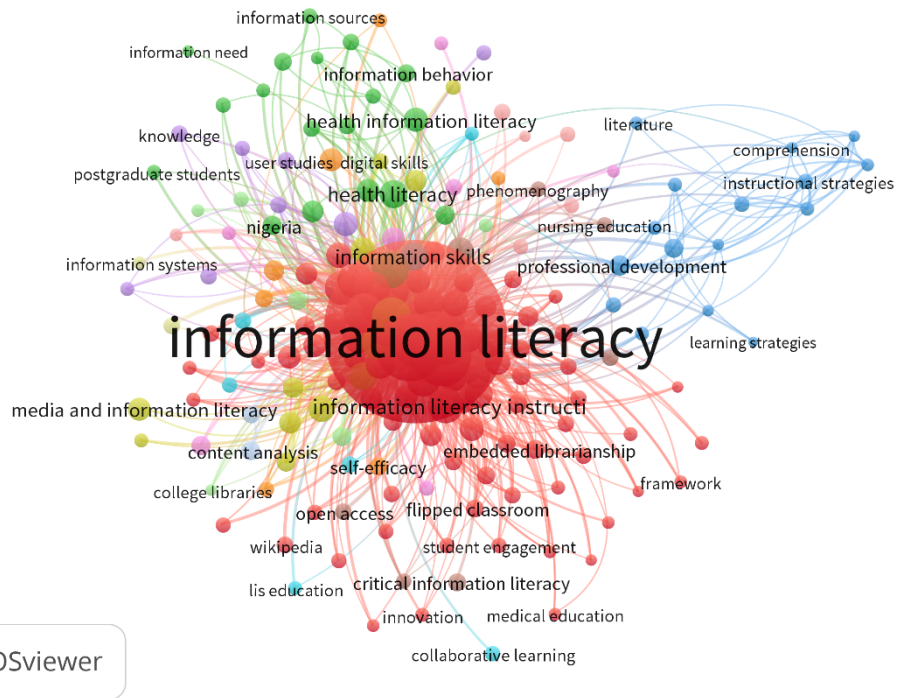 information sources
information need
information behavior
health information literacy
literature
knowledge
comprehension
user studies
digital skills
postgraduate students
instructional strategies
health literacy
phenomenography
nigeria
nursing education
information skills
information systems
professional development
information literacy
learning strategies
media and information literacy
information literacy instructi
content analysis
embedded librarianship
self-efficacy
college libraries
framework
open access
flipped classroom
wikipedia
student engagement
lis education
critical information literacy
innovation
medical education
collaborative learning
OSviewer